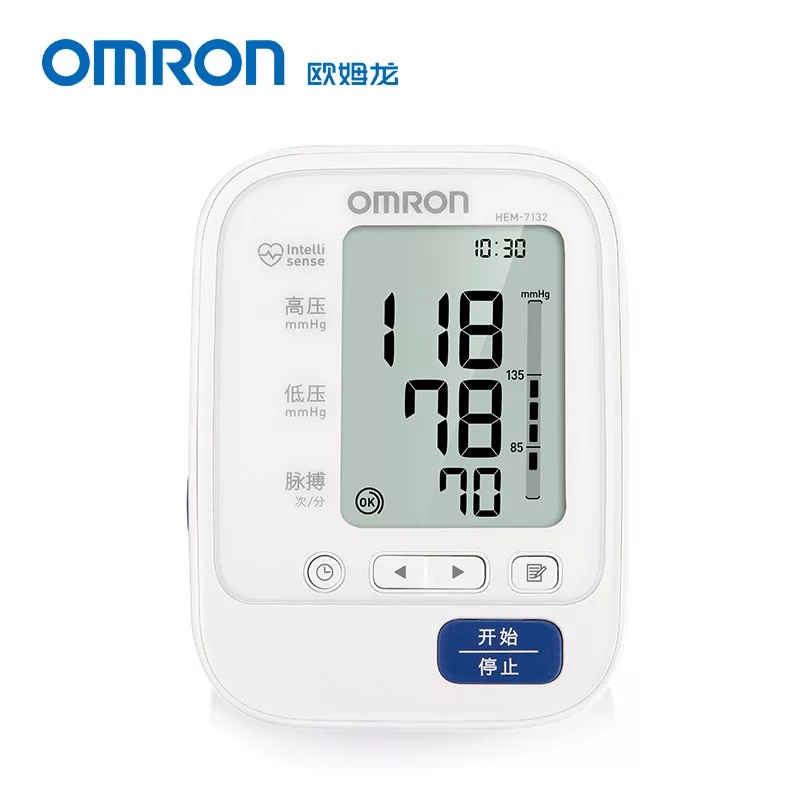 OMRON 欧姆龙
OMRON
HEM-7132
Intelli
sense
10:30
高压
mmHg
118
mmHg
135
低压
mmHg
78
85
脉搏
次/分
OK
70
开始
停止